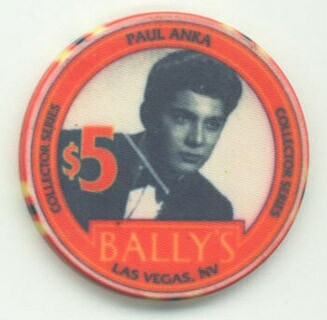 PAUL ANKA
COLLECTOR SERIES
COLLECTOR SERIES
$5
BALLY'S
LAS VEGAS, NV